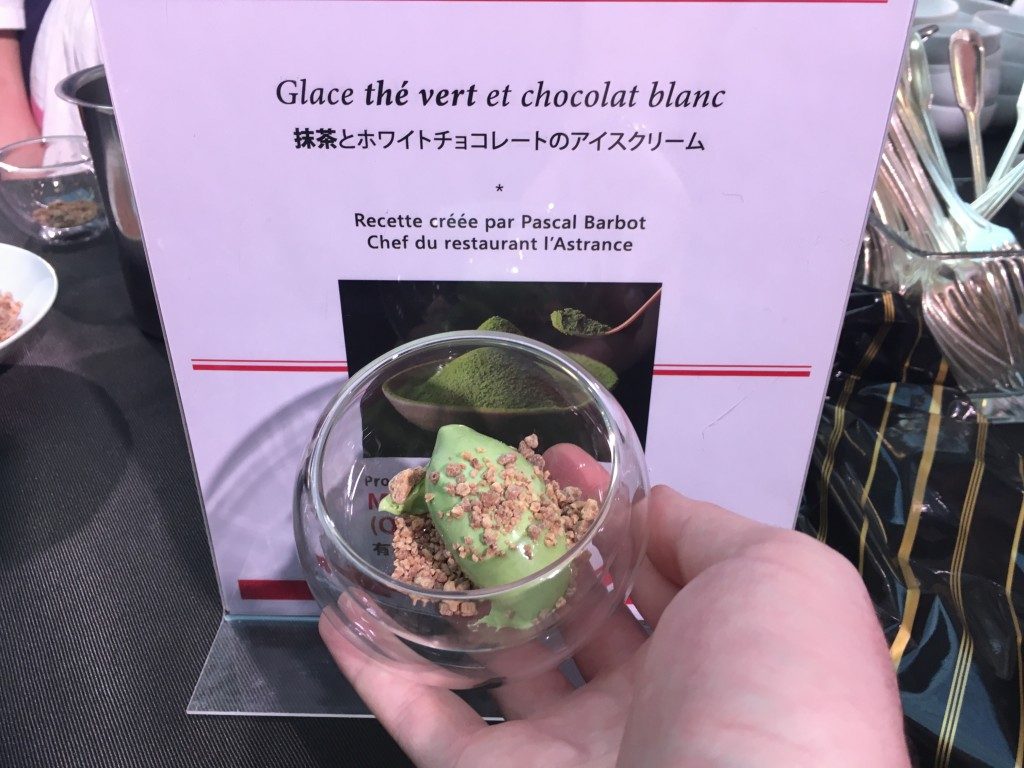 Glace thé vert et chocolat blanc
抹茶とホワイトチョコレートのアイスクリーム
*
Recette créée par Pascal Barbot
Chef du restaurant l'Astrance